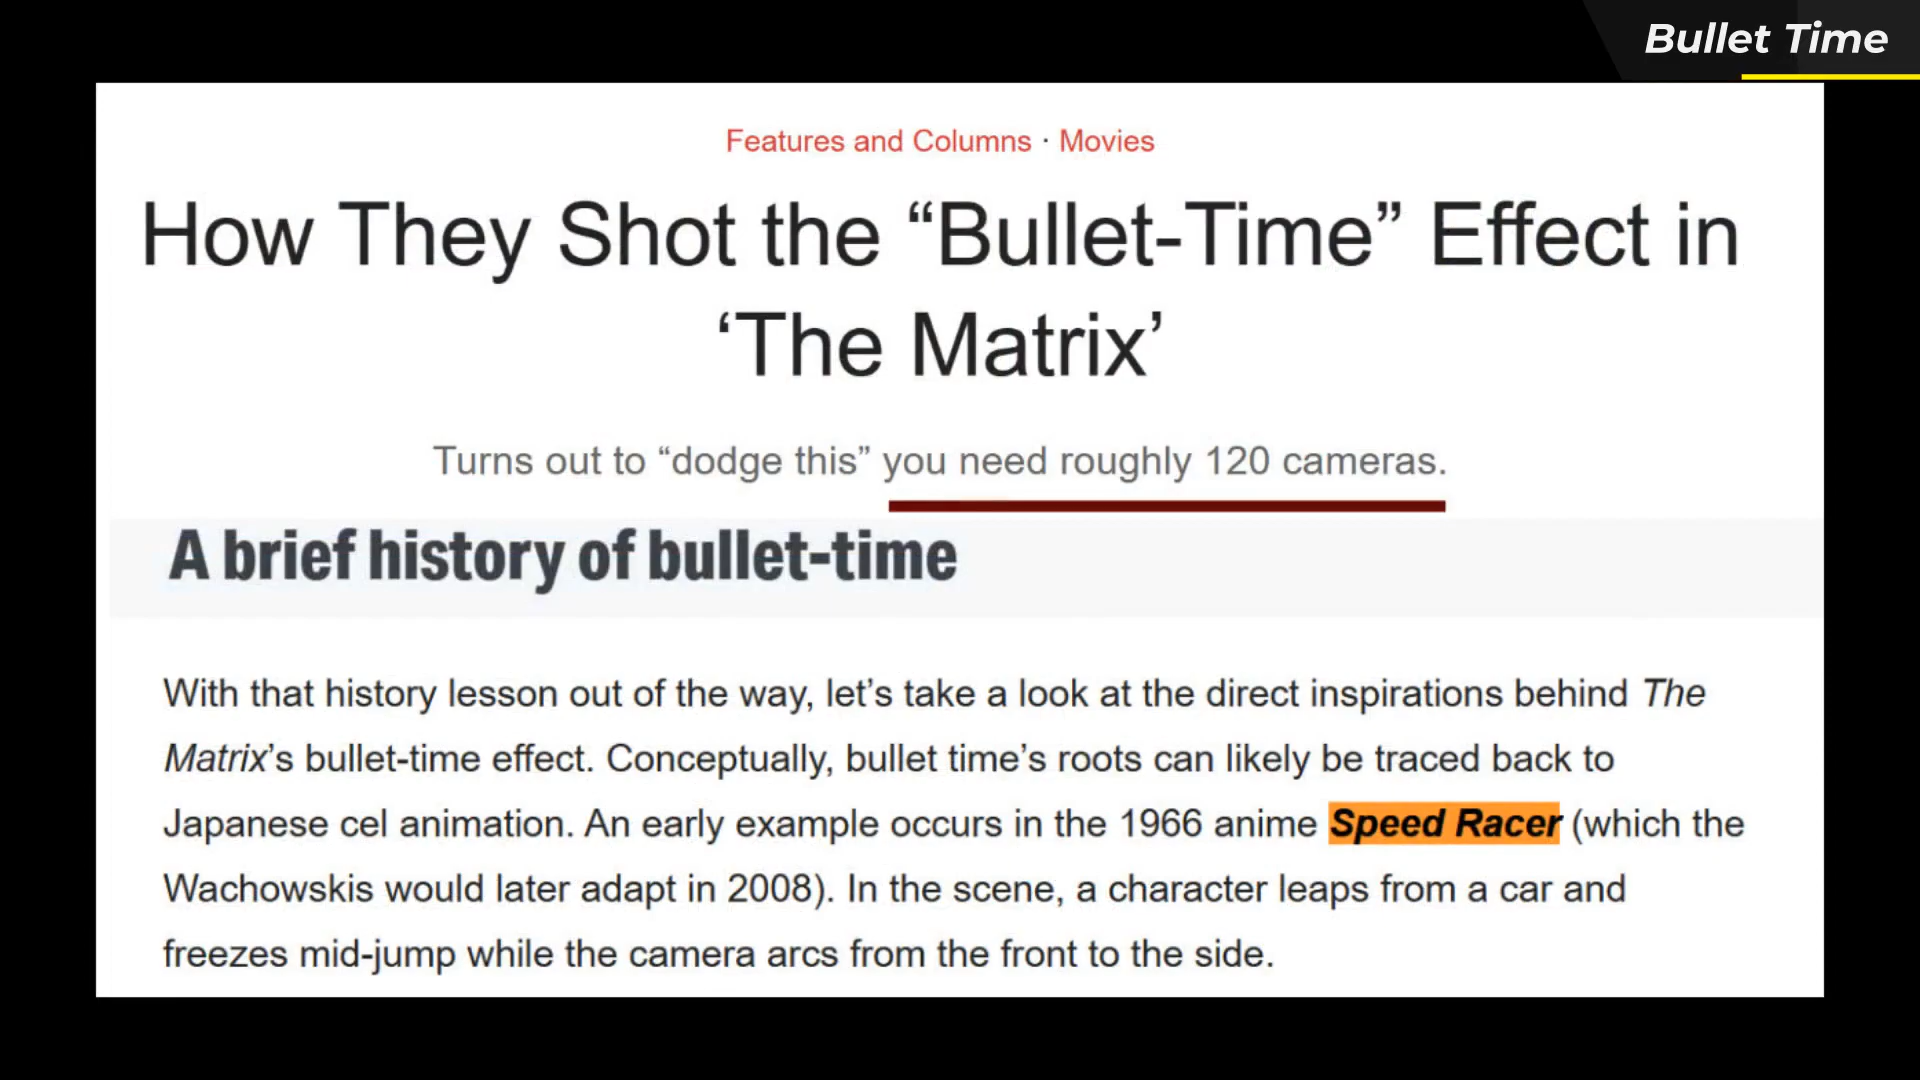 Bullet Time
Features and Columns · Movies
How They Shot the “Bullet-Time” Effect in
‘The Matrix’
Turns out to “dodge this” you need roughly 120 cameras.
A brief history of bullet-time
With that history lesson out of the way, let’s take a look at the direct inspirations behind The
Matrix’s bullet-time effect. Conceptually, bullet time’s roots can likely be traced back to
Japanese cel animation. An early example occurs in the 1966 anime Speed Racer (which the
Wachowskis would later adapt in 2008). In the scene, a character leaps from a car and
freezes mid-jump while the camera arcs from the front to the side.